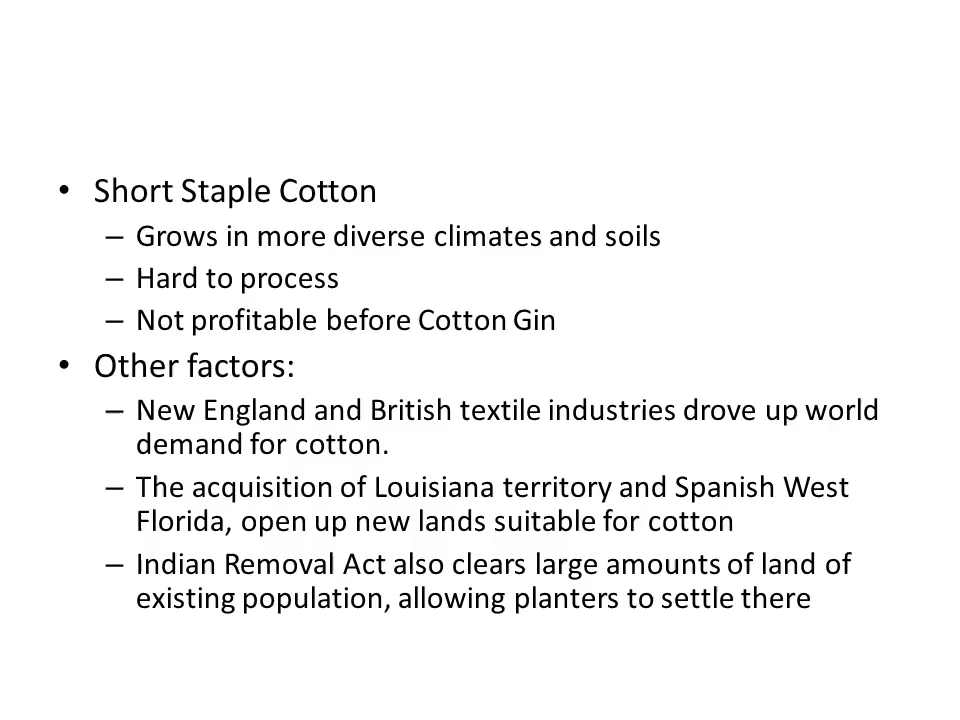 • Short Staple Cotton
– Grows in more diverse climates and soils
– Hard to process
– Not profitable before Cotton Gin
• Other factors:
– New England and British textile industries drove up world
demand for cotton.
– The acquisition of Louisiana territory and Spanish West
Florida, open up new lands suitable for cotton
– Indian Removal Act also clears large amounts of land of
existing population, allowing planters to settle there